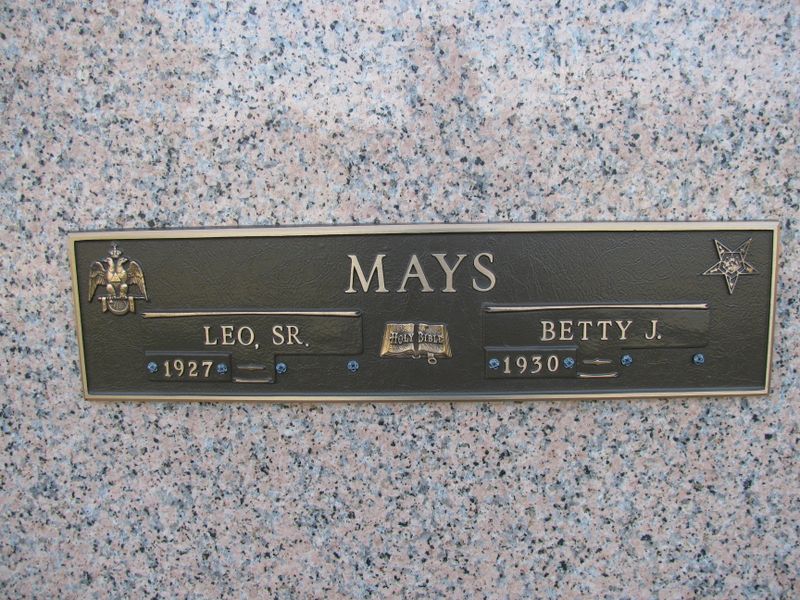 MAYS
LEO, SR.
1927
HOLY BIBLE
BETTY J.
1930